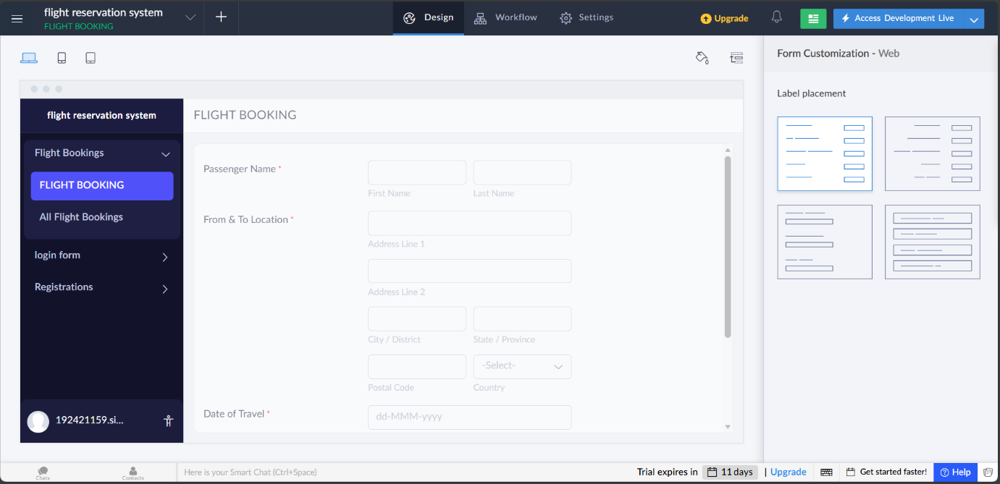 flight reservation system
FLIGHT BOOKING
Design
Workflow
Settings
Upgrade
Access Development Live
Form Customization - Web
Label placement
flight reservation system
Flight Bookings
FLIGHT BOOKING
All Flight Bookings
login form
Registrations
192421159.si...
FLIGHT BOOKING
Passenger Name *
First Name
Last Name
From & To Location *
Address Line 1
Address Line 2
City / District
State / Province
-Select-
Postal Code
Country
Date of Travel *
dd-MMM-yyyy
Chats
Contacts
Here is your Smart Chat (Ctrl+Space)
Trial expires in 11 days | Upgrade
Get started faster!
Help